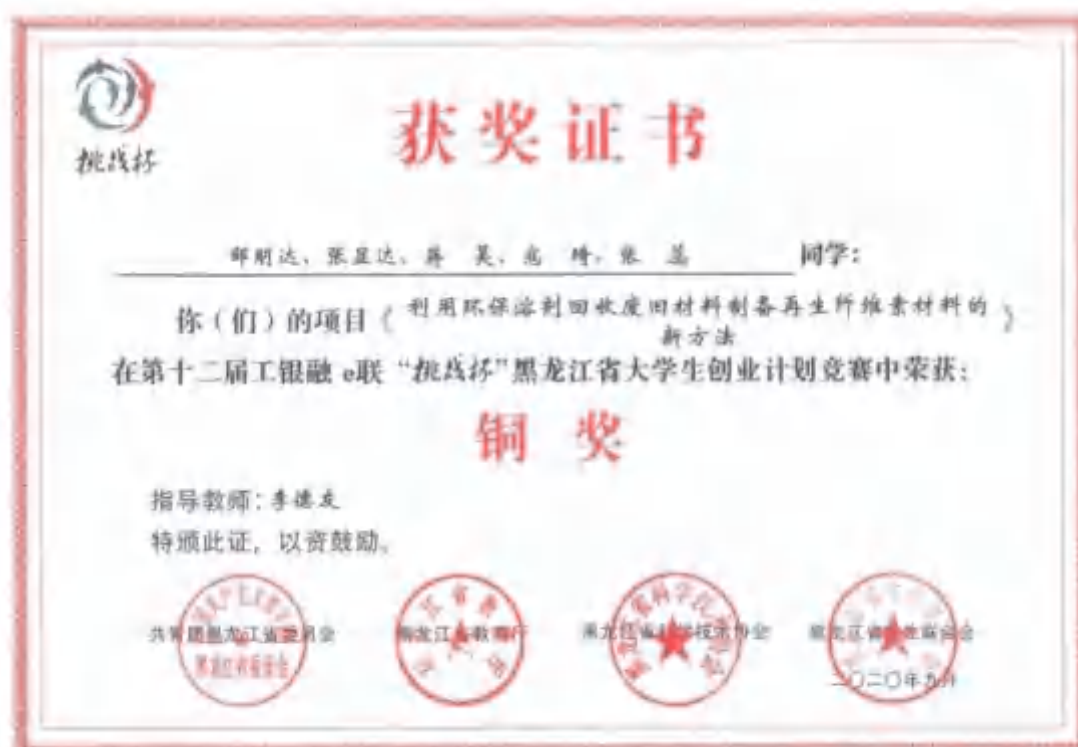 挑战杯
获奖证书
张显达、蒋 昊、张 蕊 同学：
你（们）的项目《利用环保溶剂回收废旧材料制备再生纤维素材料的
新方法》
在第十二届工银融 e联 “挑战杯”黑龙江省大学生创业计划竞赛中荣获：
铜 奖
指导教师：李德友
特颁此证，以资鼓励。
共青团黑龙江省委员会 黑龙江省教育厅 黑龙江省科学技术协会 黑龙江省学生联合会
二〇二〇年九月